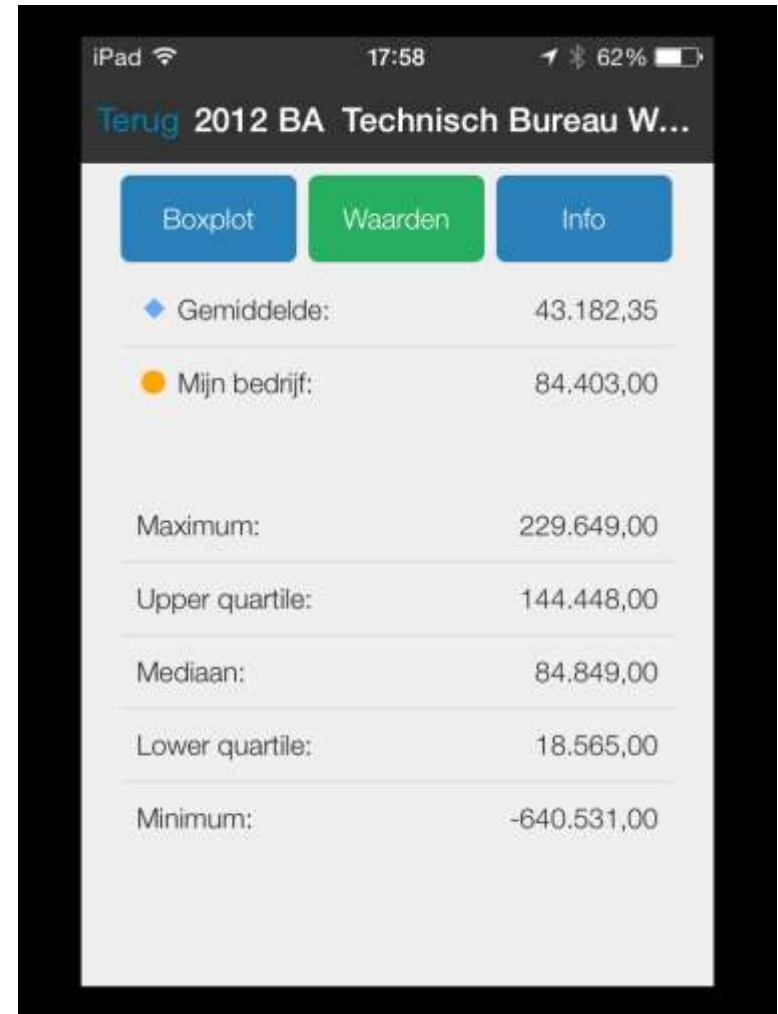 iPad 17:58 62%
Terug 2012 BA Technisch Bureau W...
Boxplot Waarden Info
Gemiddelde: 43.182,35
Mijn bedrijf: 84.403,00
Maximum: 229.649,00
Upper quartile: 144.448,00
Mediaan: 84.849,00
Lower quartile: 18.565,00
Minimum: -640.531,00